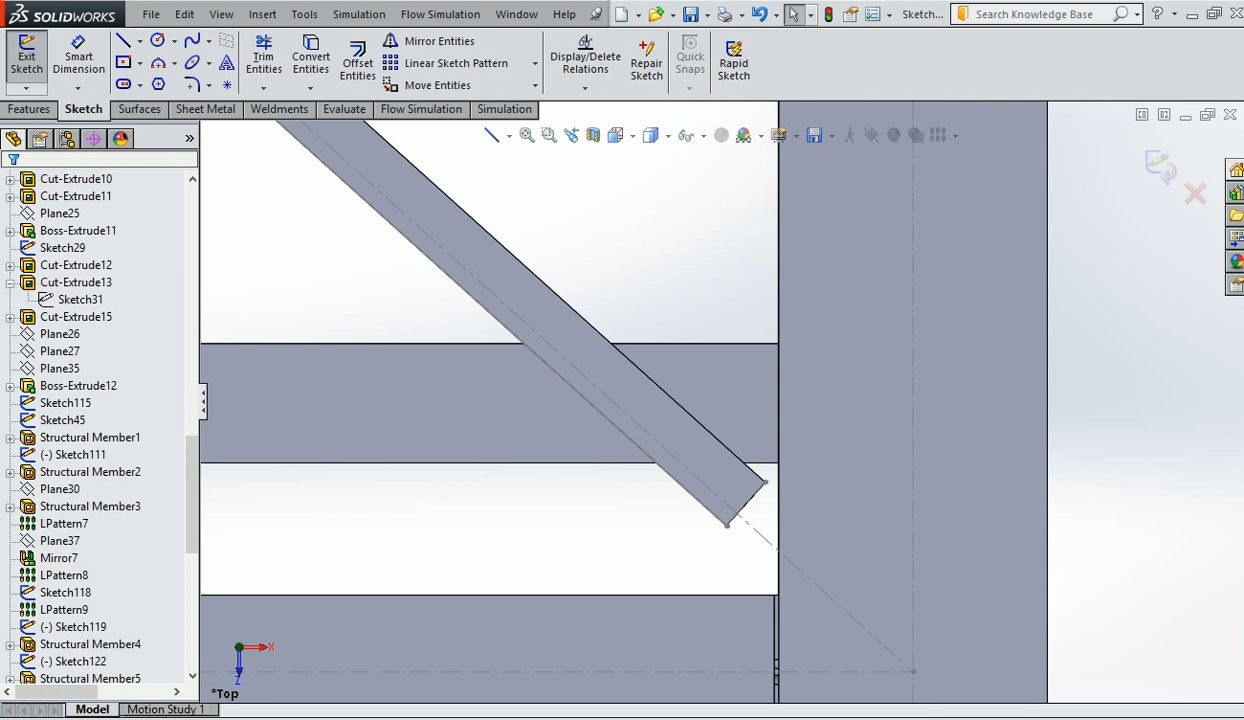 SOLIDWORKS File Edit View Insert Tools Simulation Flow Simulation Window Help Sketch... Search Knowledge Base ?
Exit Sketch
Smart Dimension
Trim Entities
Convert Entities
Offset Entities
Mirror Entities
Linear Sketch Pattern
Move Entities
Display/Delete Relations
Repair Sketch
Quick Snaps
Rapid Sketch
Features Sketch Surfaces Sheet Metal Weldments Evaluate Flow Simulation Simulation
Cut-Extrude10
Cut-Extrude11
Plane25
Boss-Extrude11
Sketch29
Cut-Extrude12
Cut-Extrude13
Sketch31
Cut-Extrude15
Plane26
Plane27
Plane35
Boss-Extrude12
Sketch115
Sketch45
Structural Member1
(-) Sketch111
Structural Member2
Plane30
Structural Member3
LPattern7
Plane37
Mirror7
LPattern8
Sketch118
LPattern9
(-) Sketch119
Structural Member4
(-) Sketch122
Structural Member5
X
Z
*Top
Model Motion Study 1